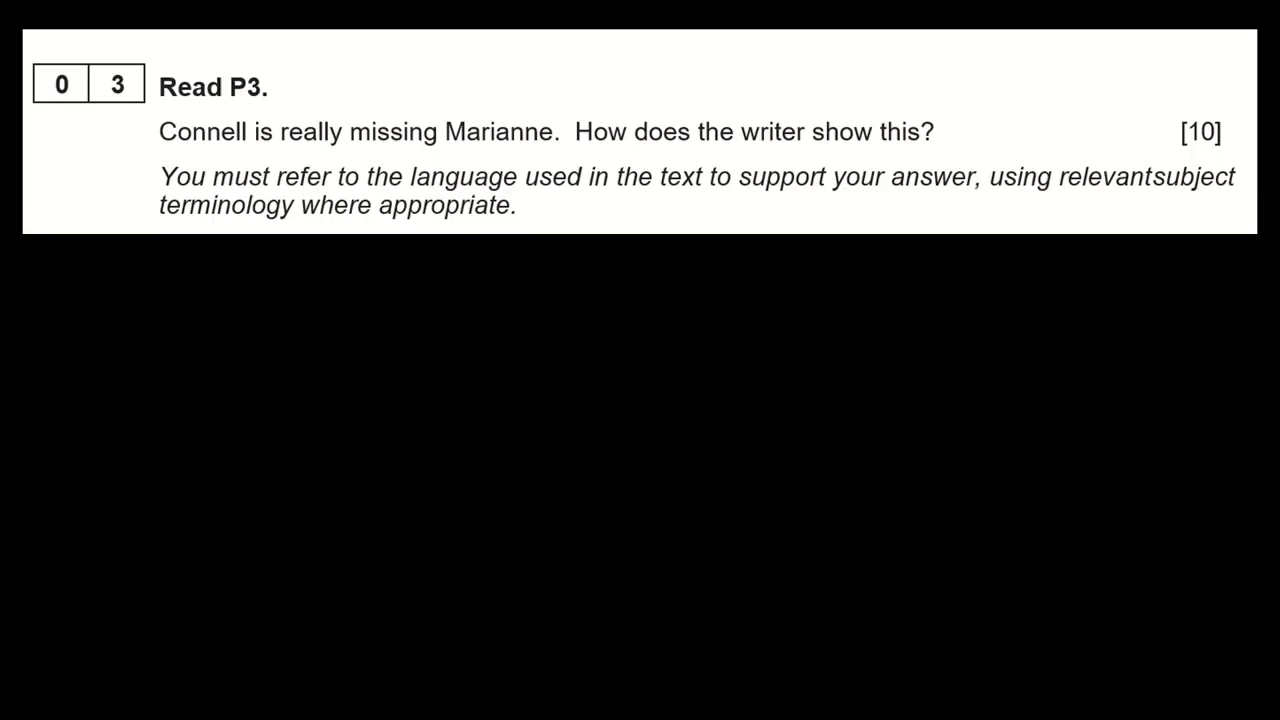 0 3 Read P3.
Connell is really missing Marianne. How does the writer show this? [10]
You must refer to the language used in the text to support your answer, using relevantsubject
terminology where appropriate.